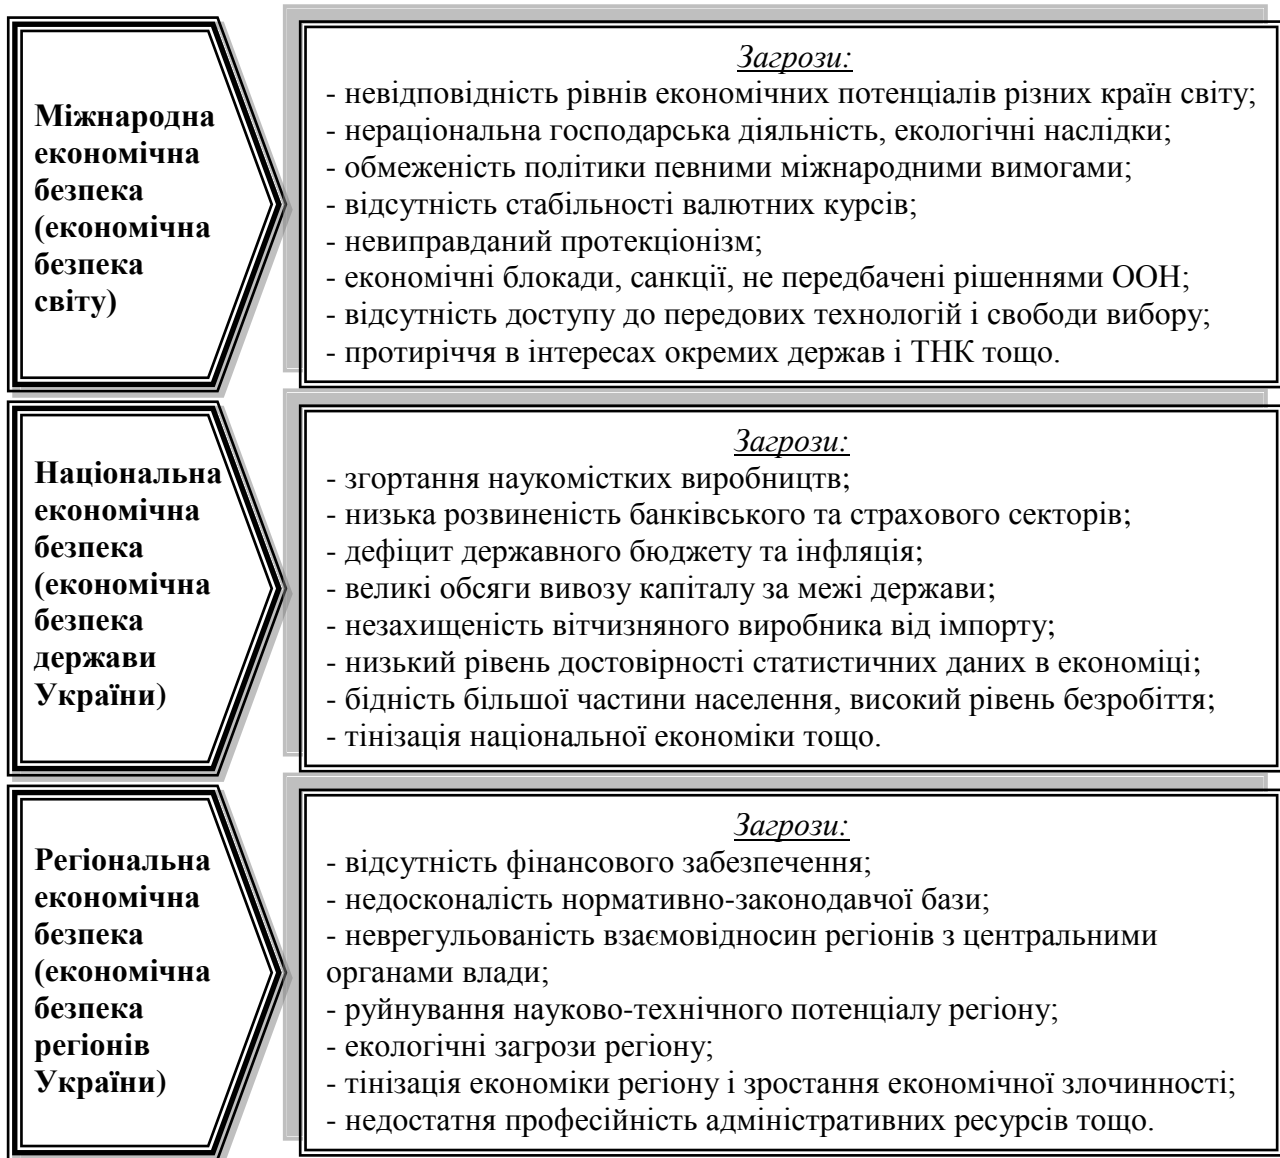 Міжнародна
економічна
безпека
(економічна
безпека
світу)
Загрози:
- невідповідність рівнів економічних потенціалів різних країн світу;
- нераціональна господарська діяльність, екологічні наслідки;
- обмеженість політики певними міжнародними вимогами;
- відсутність стабільності валютних курсів;
- невиправданий протекціонізм;
- економічні блокади, санкції, не передбачені рішеннями ООН;
- відсутність доступу до передових технологій і свободи вибору;
- протиріччя в інтересах окремих держав і ТНК тощо.
Національна
економічна
безпека
(економічна
безпека
держави
України)
Загрози:
- згортання наукомістких виробництв;
- низька розвиненість банківського та страхового секторів;
- дефіцит державного бюджету та інфляція;
- великі обсяги вивозу капіталу за межі держави;
- незахищеність вітчизняного виробника від імпорту;
- низький рівень достовірності статистичних даних в економіці;
- бідність більшої частини населення, високий рівень безробіття;
- тінізація національної економіки тощо.
Регіональна
економічна
безпека
(економічна
безпека
регіонів
України)
Загрози:
- відсутність фінансового забезпечення;
- недосконалість нормативно-законодавчої бази;
- неврегульованість взаємовідносин регіонів з центральними
органами влади;
- руйнування науково-технічного потенціалу регіону;
- екологічні загрози регіону;
- тінізація економіки регіону і зростання економічної злочинності;
- недостатня професійність адміністративних ресурсів тощо.